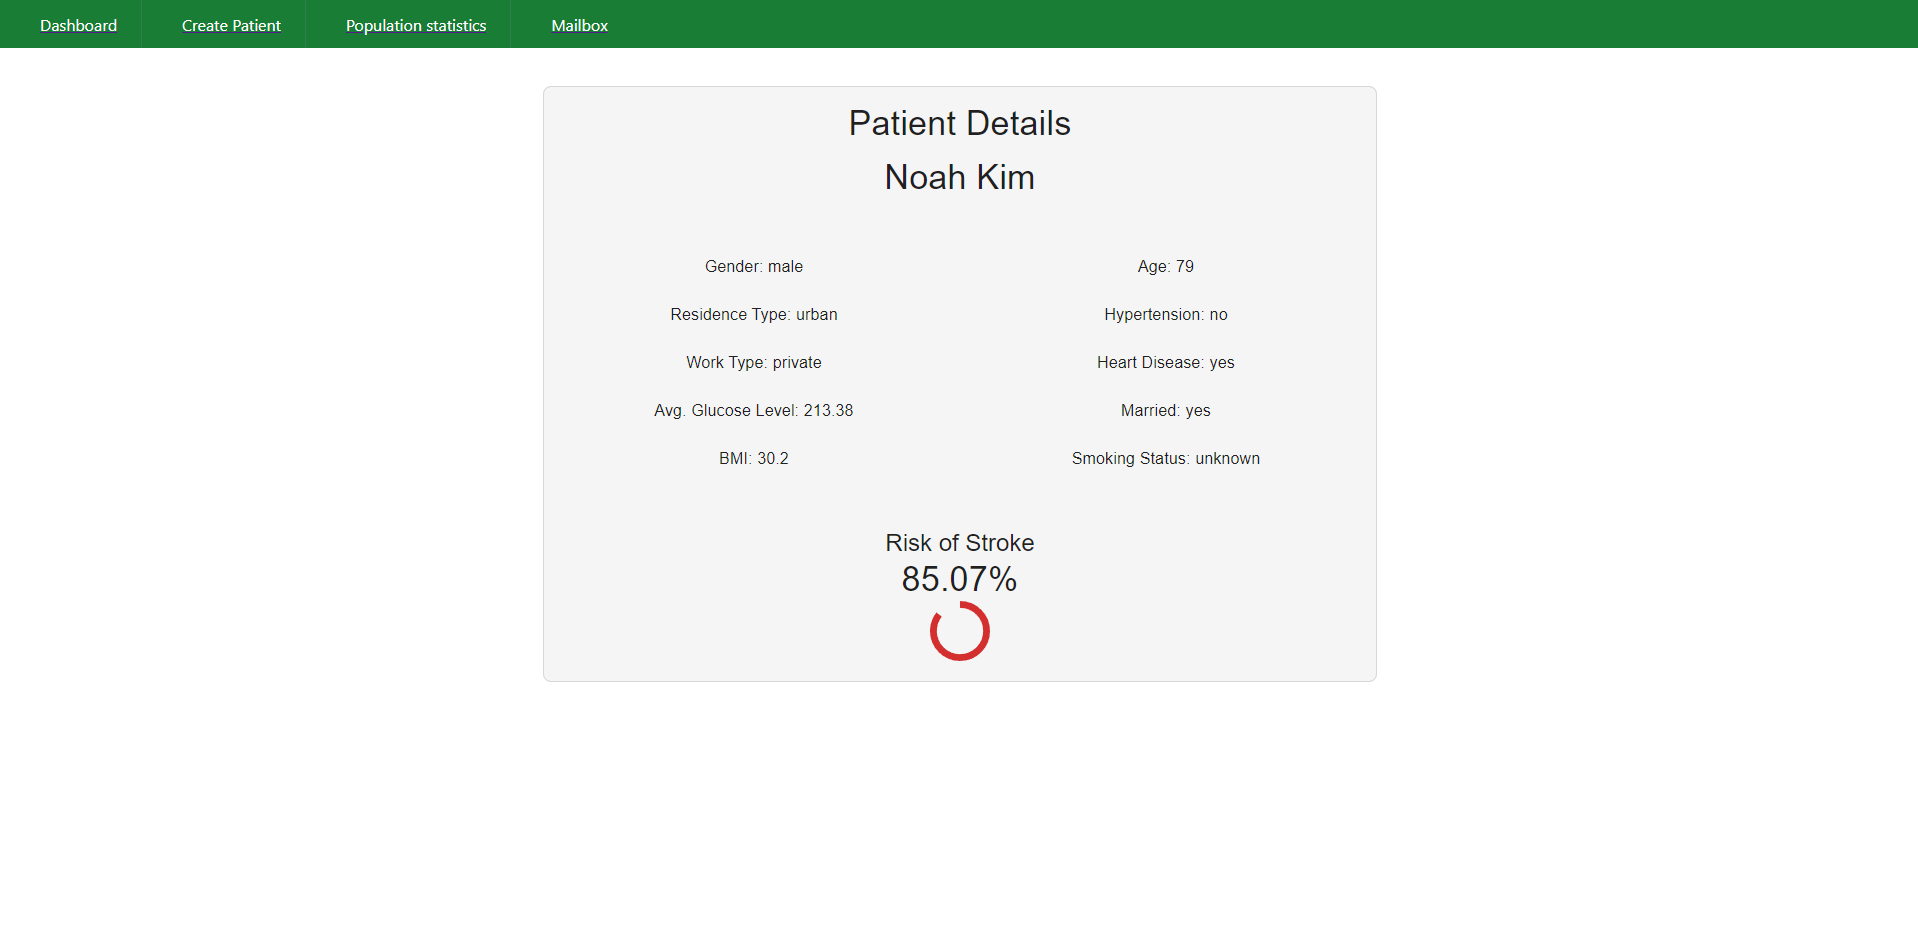 Dashboard Create Patient Population statistics Mailbox
Patient Details
Noah Kim
Gender: male Age: 79
Residence Type: urban Hypertension: no
Work Type: private Heart Disease: yes
Avg. Glucose Level: 213.38 Married: yes
BMI: 30.2 Smoking Status: unknown
Risk of Stroke
85.07%